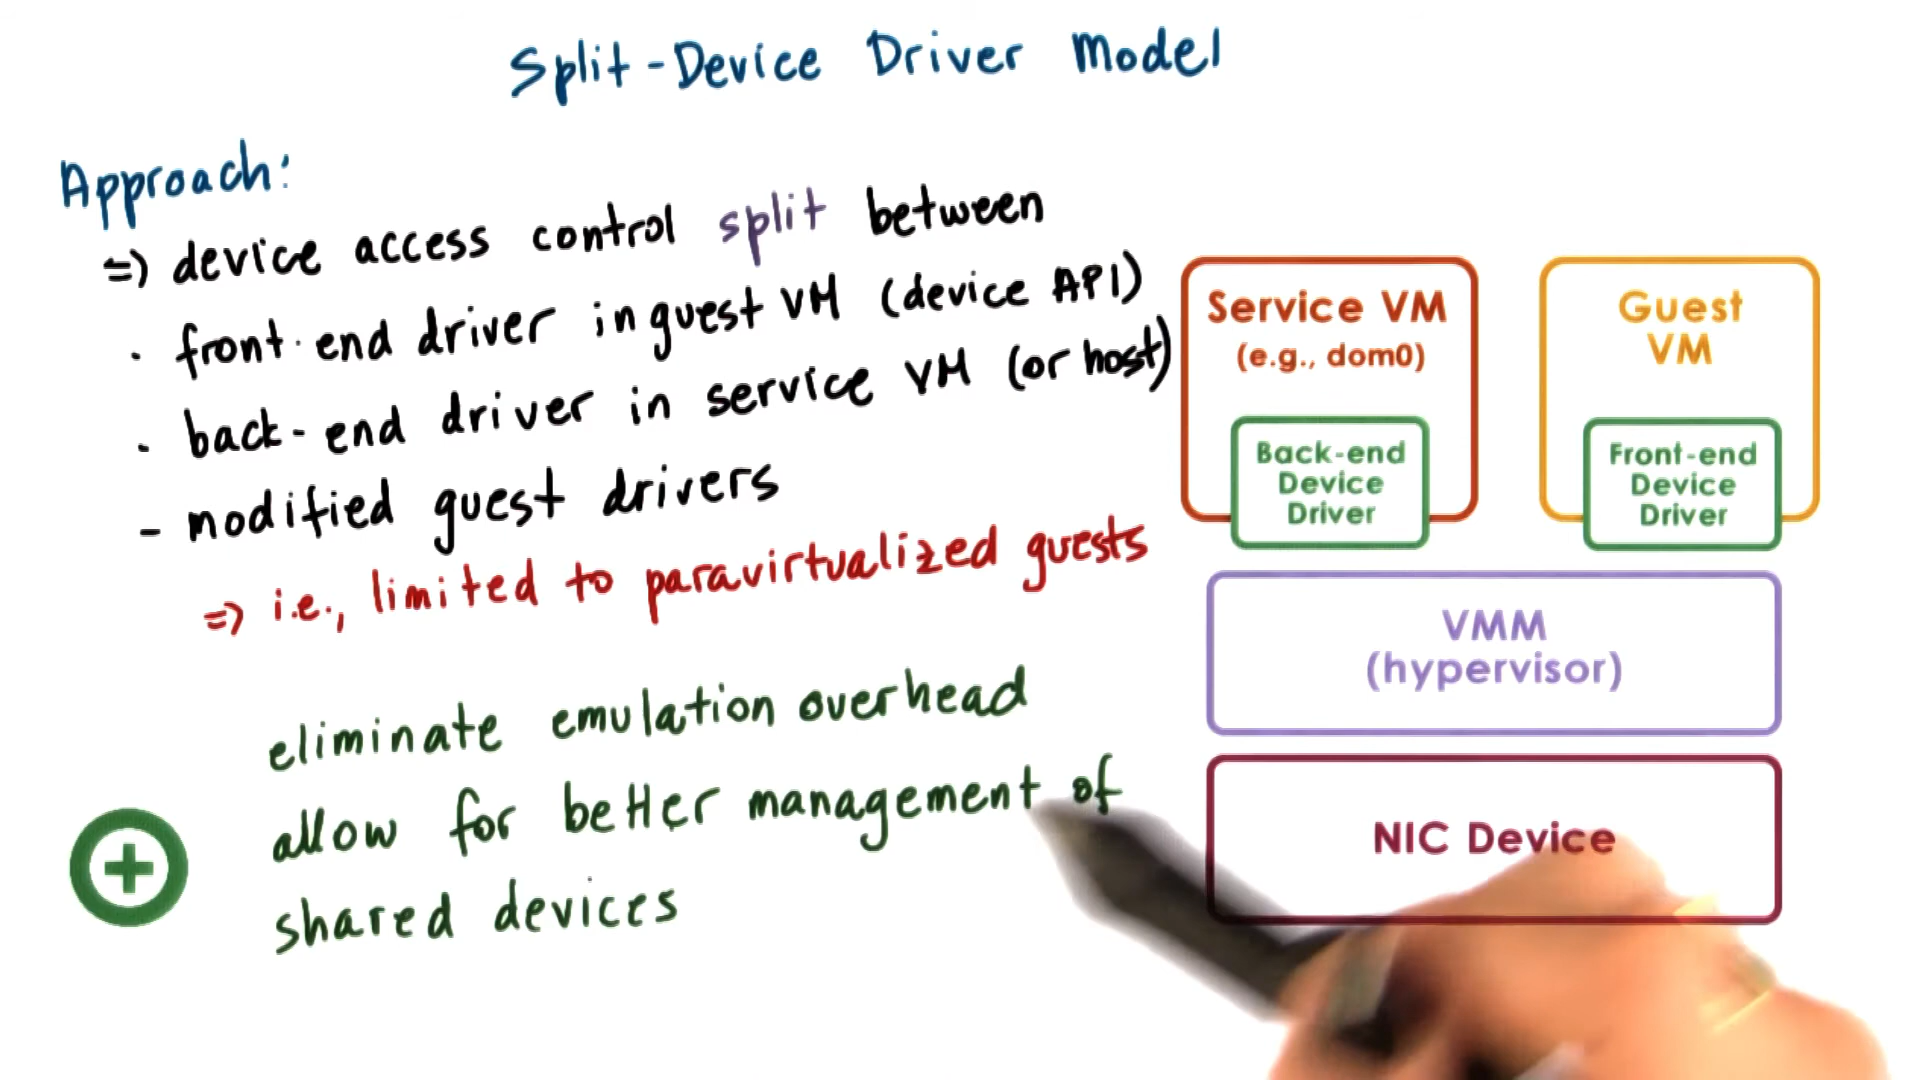 Split-Device Driver Model
Approach:
=) device access control split between
· front-end driver in guest VM (device API)
· back-end driver in service VM (or host)
- modified guest drivers
=) i.e., limited to paravirtualized guests
eliminate emulation overhead
allow for better management of
shared devices
Service VM
(e.g., dom0)
Back-end
Device
Driver
Guest
VM
Front-end
Device
Driver
VMM
(hypervisor)
NIC Device